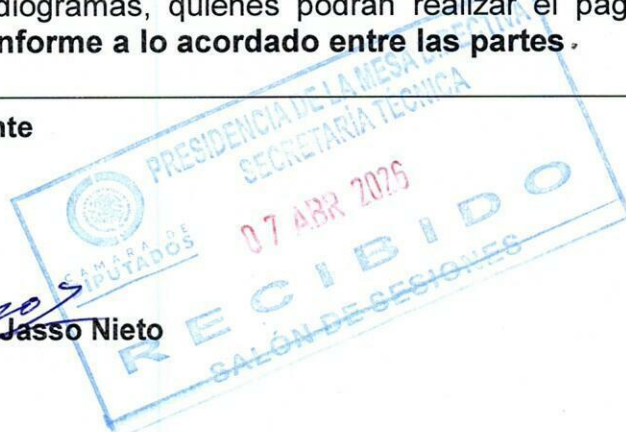 diogramas, quienes podrán realizar el pag
nforme a lo acordado entre las partes.
nte
PRESIDENCIA DE LA MESA DIRECTIVA
SECRETARÍA TÉCNICA
CÁMARA DE
DIPUTADOS
07 ABR 2026
RECIBIDO
SALÓN DE SESIONES
Jasso Nieto